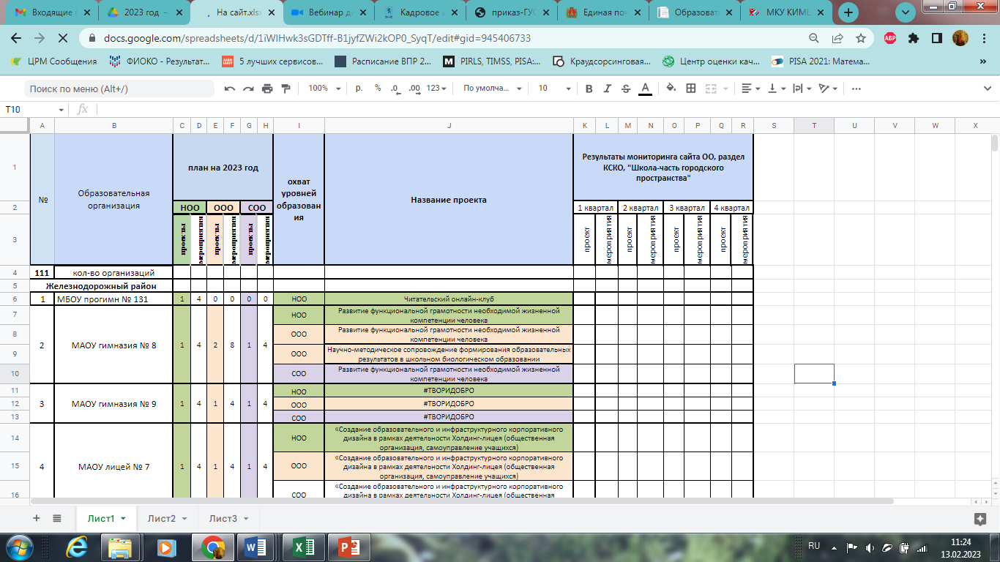 Входящие
2023 год
На сайт.xls
Вебинар д
Кадровое
приказ-ГУ
Единая по
Образоват
МКУ КИМ
docs.google.com/spreadsheets/d/1iWlHwk3sGDTff-B1jyfZWi2kOP0_SyqT/edit#gid=945406733
ABP
ЦРМ Сообщения
ФИОКО - Результат...
5 лучших сервисов...
Расписание ВПР 2...
PIRLS, TIMSS, PISA:...
Краудсорсинговая...
Центр оценки кач...
PISA 2021: Матема...
»
Поиск по меню (Alt+/)
100%
р. % .0 .00 123
По умолча...
10
B I S A
T10
fx
A B C D E F G H I J K L M N O P Q R S T U V W X
1
2
3
№
Образовательная организация
план на 2023 год
НОО ООО СОО
проекты мероприятия проекты мероприятия проекты мероприятия
охват
уровней
образован
ия
Название проекта
Результаты мониторинга сайта ОО, раздел
КСКО, "Школа-часть городского
пространства"
1 квартал 2 квартал 3 квартал 4 квартал
проект мероприятия проект мероприятия проект мероприятия проект мероприятия
4 111 кол-во организаций
5 Железнодорожный район
6 1 МБОУ прогимн № 131 1 4 0 0 0 0 НОО Читательский онлайн-клуб
2 МАОУ гимназия № 8 1 4 2 8 1 4
7 НОО Развитие функциональной грамотности необходимой жизненной
компетенции человека
8 ООО Развитие функциональной грамотности необходимой жизненной
компетенции человека
9 ООО Научно-методическое сопровождение формирования образовательных
результатов в школьном биологическом образовании
10 СОО Развитие функциональной грамотности необходимой жизненной
компетенции человека
3 МАОУ гимназия № 9 1 4 1 4 1 4
11 НОО #ТВОРИДОБРО
12 ООО #ТВОРИДОБРО
13 СОО #ТВОРИДОБРО
4 МАОУ лицей № 7 1 4 1 4 1 4
14 НОО «Создание образовательного и инфраструктурного корпоративного
дизайна в рамках деятельности Холдинг-лицея (общественная
организация, самоуправление учащихся)
15 ООО «Создание образовательного и инфраструктурного корпоративного
дизайна в рамках деятельности Холдинг-лицея (общественная
организация, самоуправление учащихся)
16 СОО «Создание образовательного и инфраструктурного корпоративного
дизайна в рамках деятельности Холдинг-лицея (общественная
Лист1
Лист2
Лист3
RU
11:24
13.02.2023